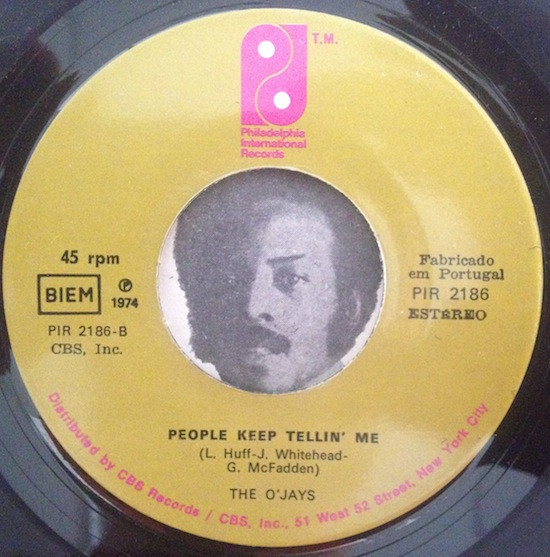 T.M.
Philadelphia
International
Records
45 rpm
BIEM
℗
1974
PIR 2186-B
CBS, Inc.
Fabricado
em Portugal
PIR 2186
ESTÉREO
PEOPLE KEEP TELLIN' ME
(L. Huff-J. Whitehead-
G. McFadden)
THE O'JAYS
Distributed by CBS Records / CBS, Inc., 51 West 52 Street, New York City